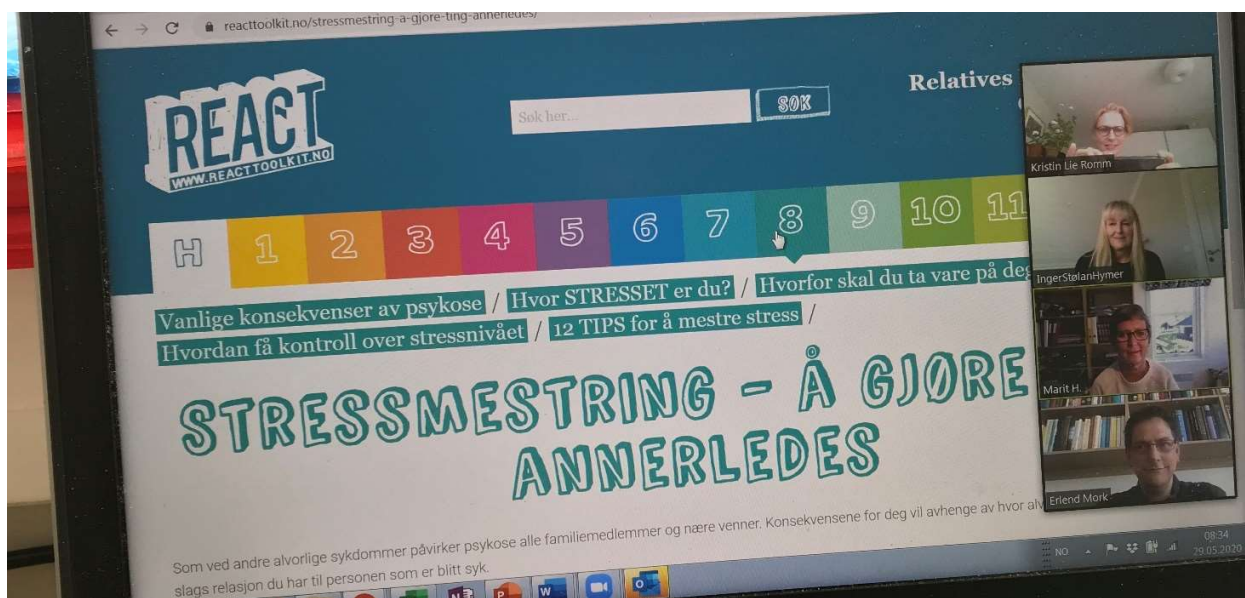 reacttoolkit.no/stressmestring-a-gjore-ting-annerledes/
REACT
WWW.REACTTOOLKIT.NO
Søk her...
SØK
Relatives
H 1 2 3 4 5 6 7 8 9 10 11
Vanlige konsekvenser av psykose / Hvor STRESSET er du? / Hvorfor skal du ta vare på deg
Hvordan få kontroll over stressnivået / 12 TIPS for å mestre stress /
STRESSMESTRING - Å GJØRE
ANNERLEDES
Som ved andre alvorlige sykdommer påvirker psykose alle familiemedlemmer og nære venner. Konsekvensene for deg vil avhenge av hvor alv
slags relasjon du har til personen som er blitt syk.
Kristin Lie Romm
IngerStølanHymer
Marit H.
Erlend Mork
NO
08:34
29.05.2020